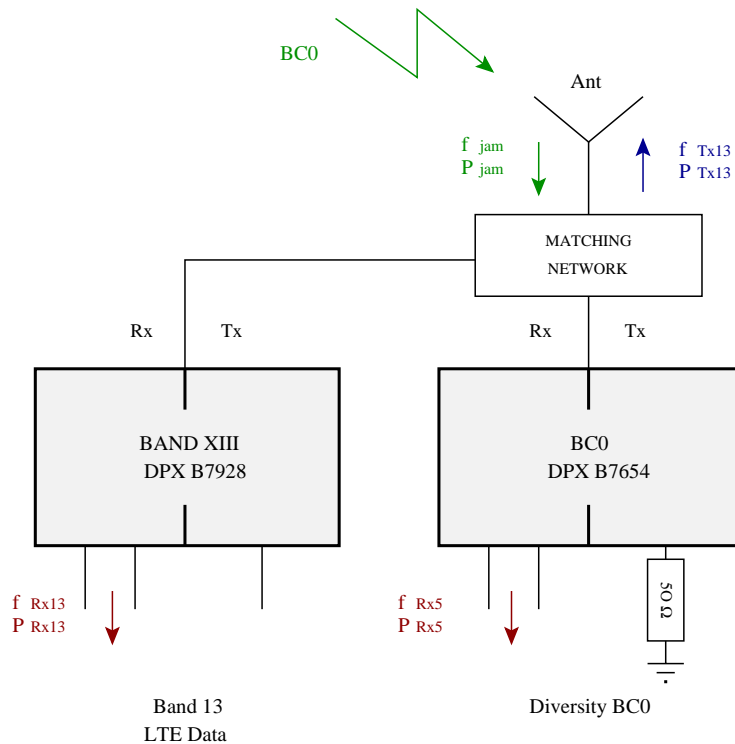 BC0
Ant
f jam
P jam
f Tx13
P Tx13
MATCHING
NETWORK
Rx
Tx
Rx
Tx
BAND XIII
DPX B7928
BC0
DPX B7654
f Rx13
P Rx13
f Rx5
P Rx5
50 Ω
Band 13
LTE Data
Diversity BC0